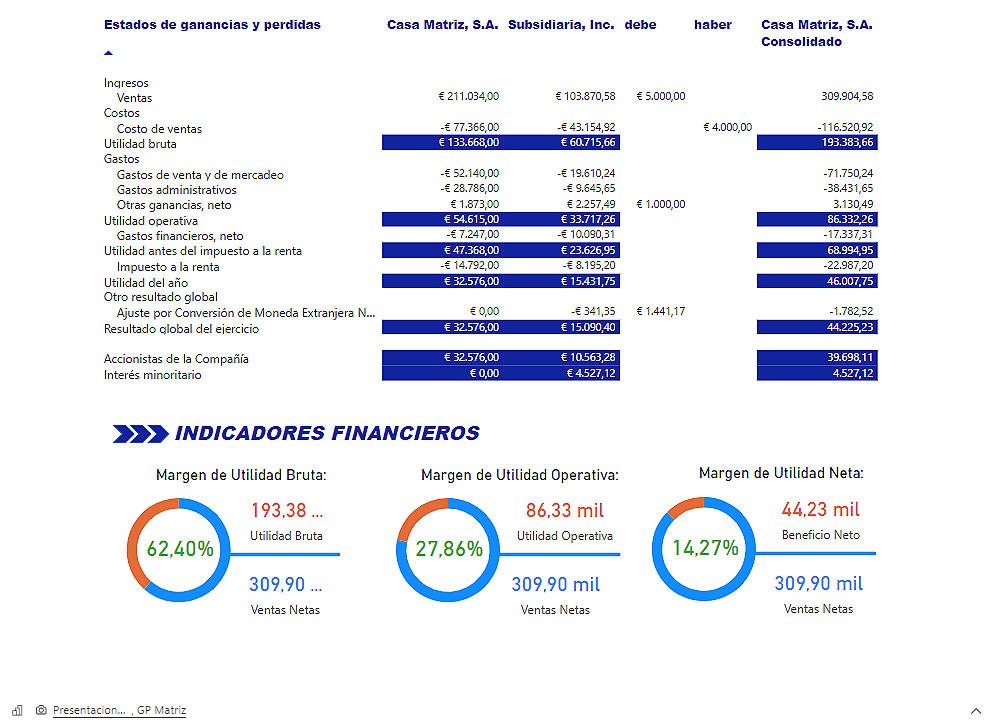 Estados de ganancias y perdidas Casa Matriz, S.A. Subsidiaria, Inc. debe haber Casa Matriz, S.A.
Consolidado
Ingresos
Ventas € 211.034,00 € 103.870,58 € 5.000,00 309.904,58
Costos
Costo de ventas -€ 77.366,00 -€ 43.154,92 € 4.000,00 -116.520,92
Utilidad bruta € 133.668,00 € 60.715,66 193.383,66
Gastos
Gastos de venta y de mercadeo -€ 52.140,00 -€ 19.610,24 -71.750,24
Gastos administrativos -€ 28.786,00 -€ 9.645,65 -38.431,65
Otras ganancias, neto € 1.873,00 € 2.257,49 € 1.000,00 3.130,49
Utilidad operativa € 54.615,00 € 33.717,26 86.332,26
Gastos financieros, neto -€ 7.247,00 -€ 10.090,31 -17.337,31
Utilidad antes del impuesto a la renta € 47.368,00 € 23.626,95 68.994,95
Impuesto a la renta -€ 14.792,00 -€ 8.195,20 -22.987,20
Utilidad del año € 32.576,00 € 15.431,75 46.007,75
Otro resultado global
Ajuste por Conversión de Moneda Extranjera N... € 0,00 -€ 341,35 € 1.441,17 -1.782,52
Resultado global del ejercicio € 32.576,00 € 15.090,40 44.225,23
Accionistas de la Compañía € 32.576,00 € 10.563,28 39.698,11
Interés minoritario € 0,00 € 4.527,12 4.527,12
INDICADORES FINANCIEROS
Margen de Utilidad Bruta:
62,40%
193,38 ...
Utilidad Bruta
309,90 ...
Ventas Netas
Margen de Utilidad Operativa:
27,86%
86,33 mil
Utilidad Operativa
309,90 mil
Ventas Netas
Margen de Utilidad Neta:
14,27%
44,23 mil
Beneficio Neto
309,90 mil
Ventas Netas
Presentacion... , GP Matriz